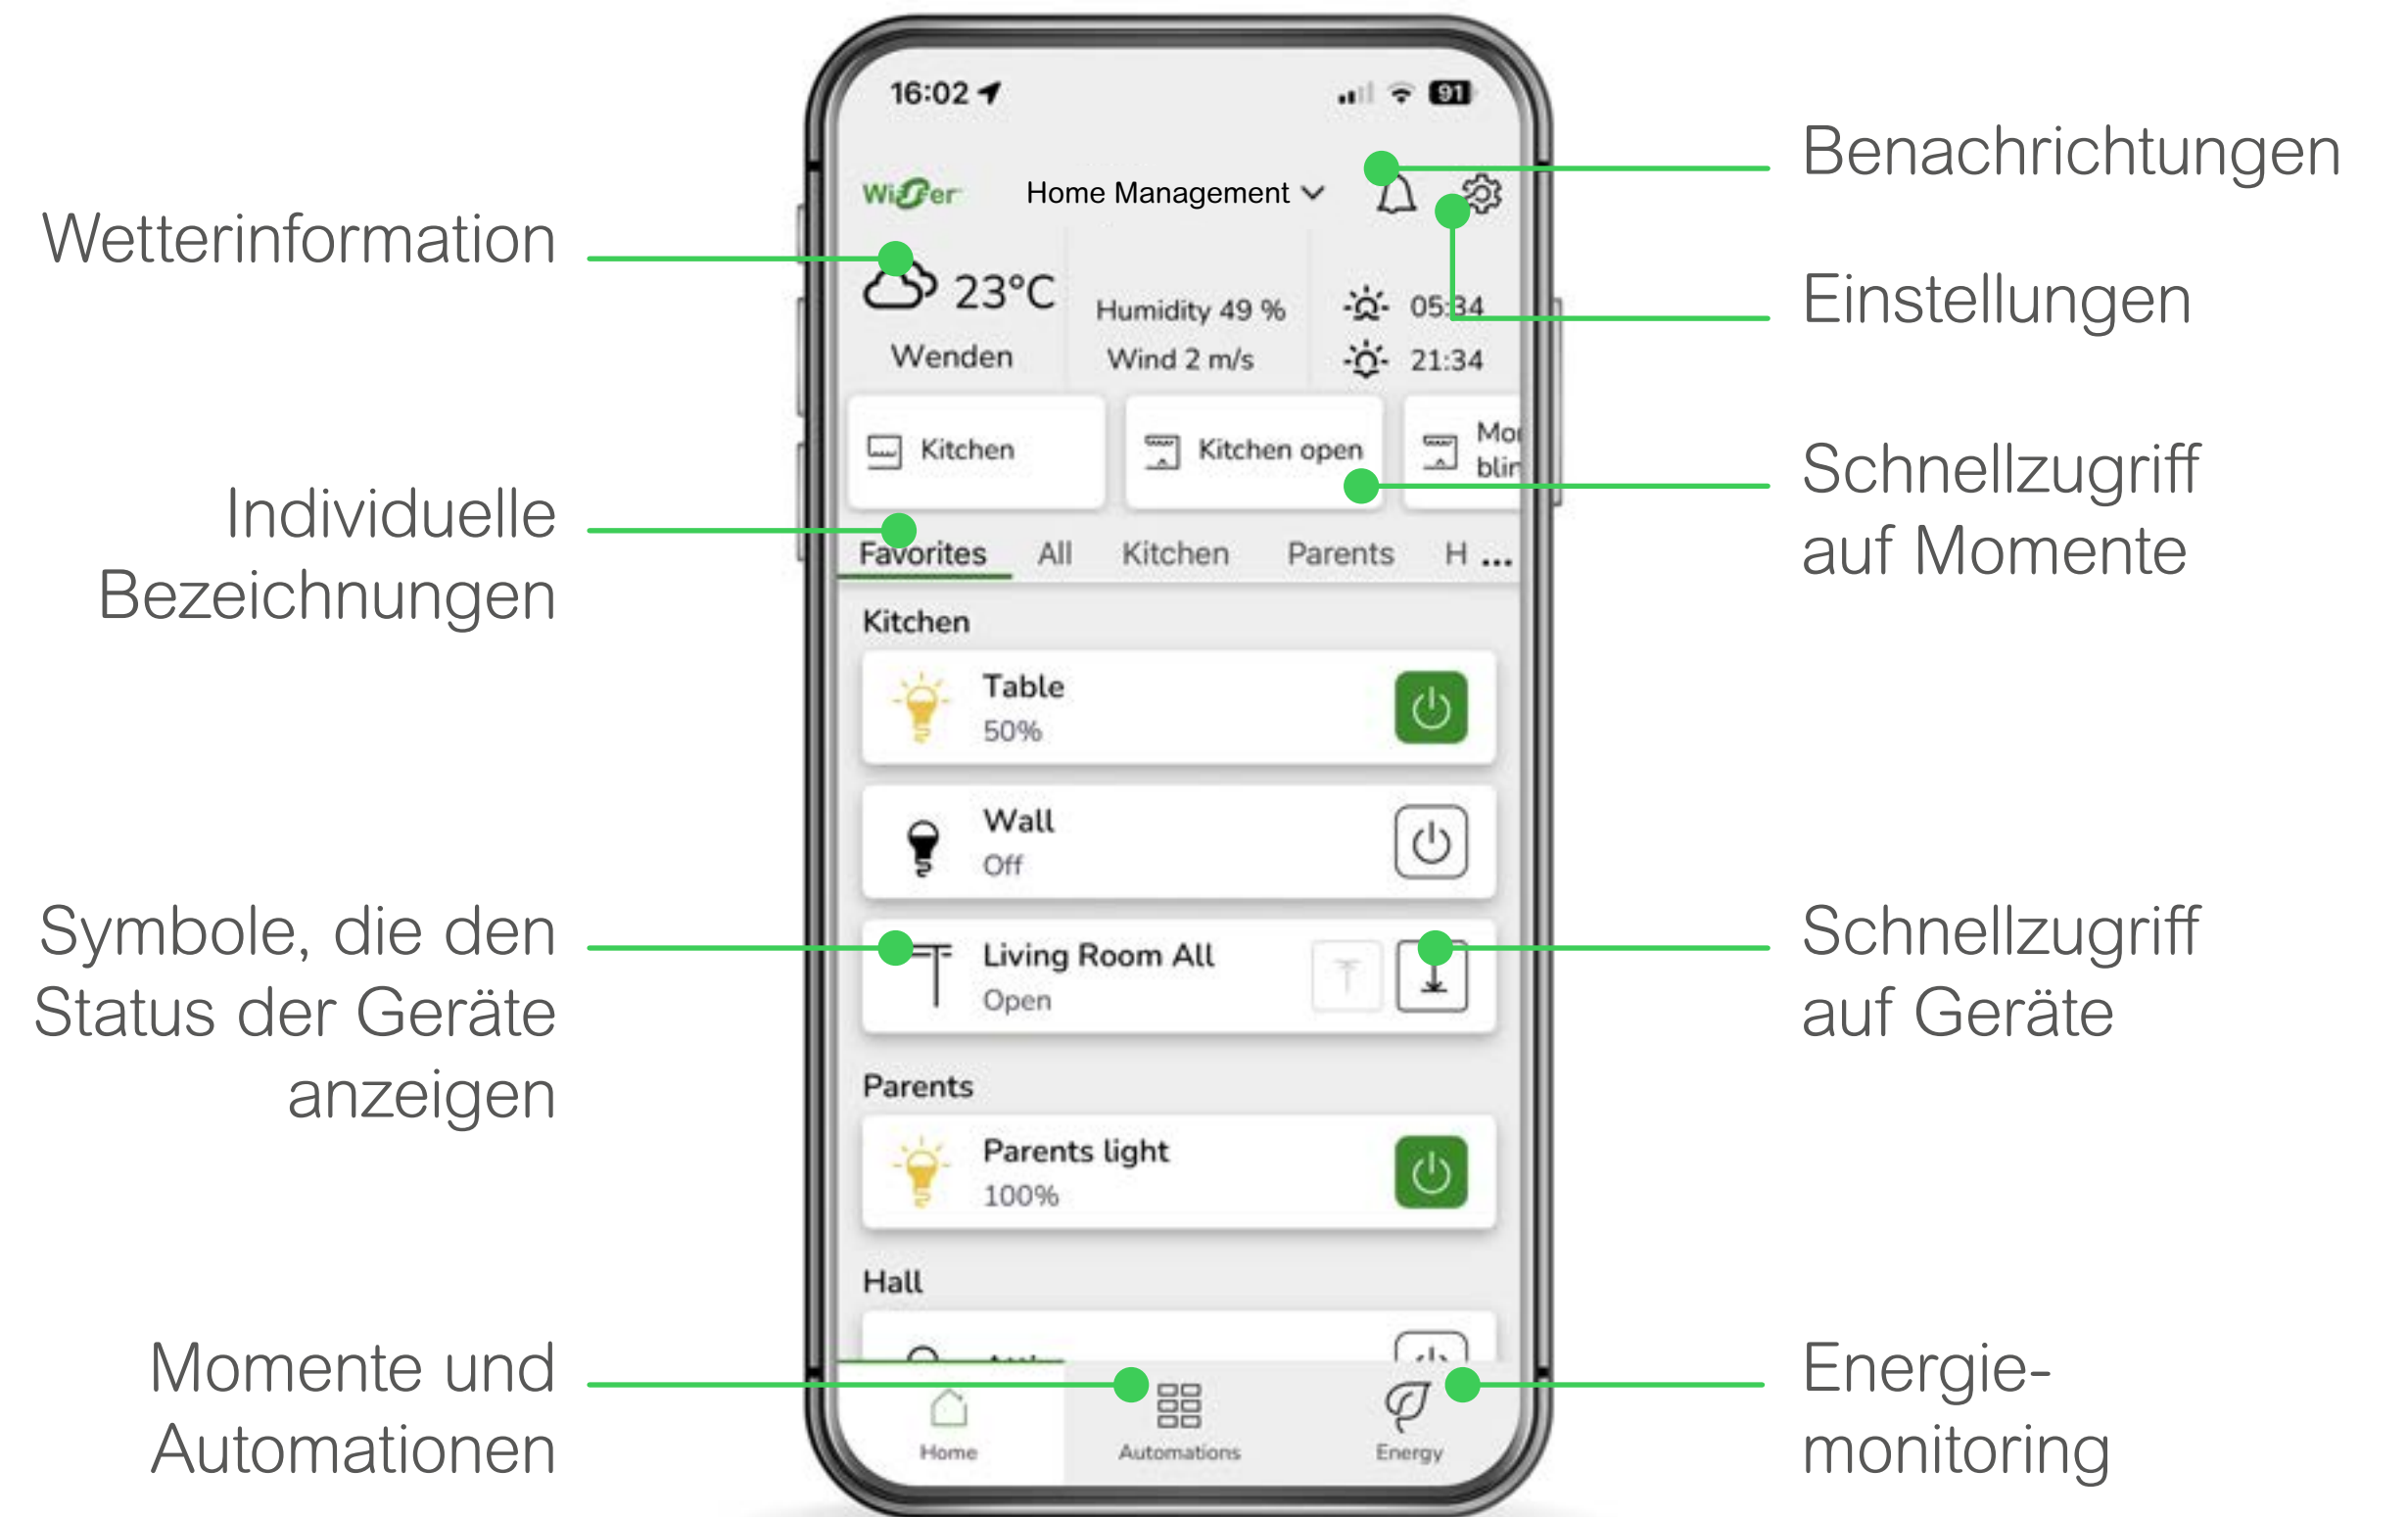 16:02
91
Benachrichtungen
Wiser
Home Management
Wetterinformation
Einstellungen
23°C
Humidity 49 %
05:34
Wenden
Wind 2 m/s
21:34
Kitchen
Kitchen open
Schnellzugriff
auf Momente
Individuelle
Bezeichnungen
Favorites All Kitchen Parents H ...
Kitchen
Table
50%
Wall
Off
Symbole, die den
Status der Geräte
anzeigen
Living Room All
Open
Schnellzugriff
auf Geräte
Parents
Parents light
100%
Hall
Momente und
Automationen
Energie-
monitoring
Home
Automations
Energy